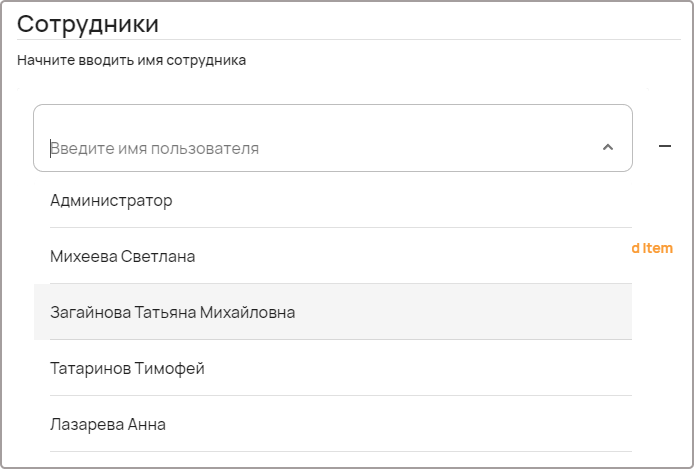 Сотрудники
Начните вводить имя сотрудника
Введите имя пользователя
Администратор
Михеева Светлана
d Item
Загайнова Татьяна Михайловна
Татаринов Тимофей
Лазарева Анна